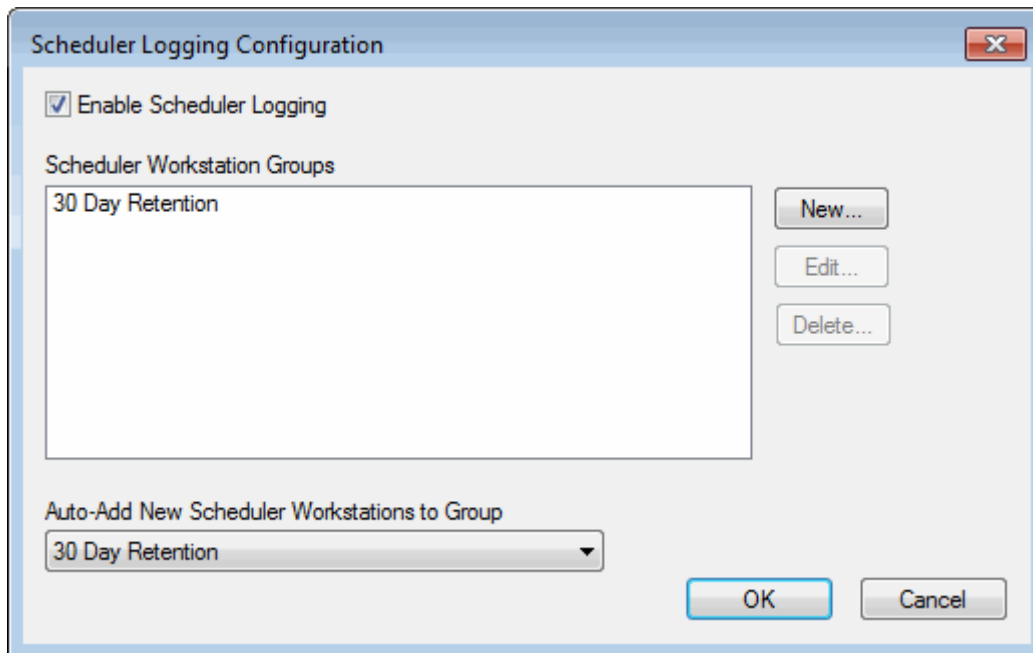 Scheduler Logging Configuration
Enable Scheduler Logging
Scheduler Workstation Groups
30 Day Retention
New...
Edit...
Delete...
Auto-Add New Scheduler Workstations to Group
30 Day Retention
OK
Cancel